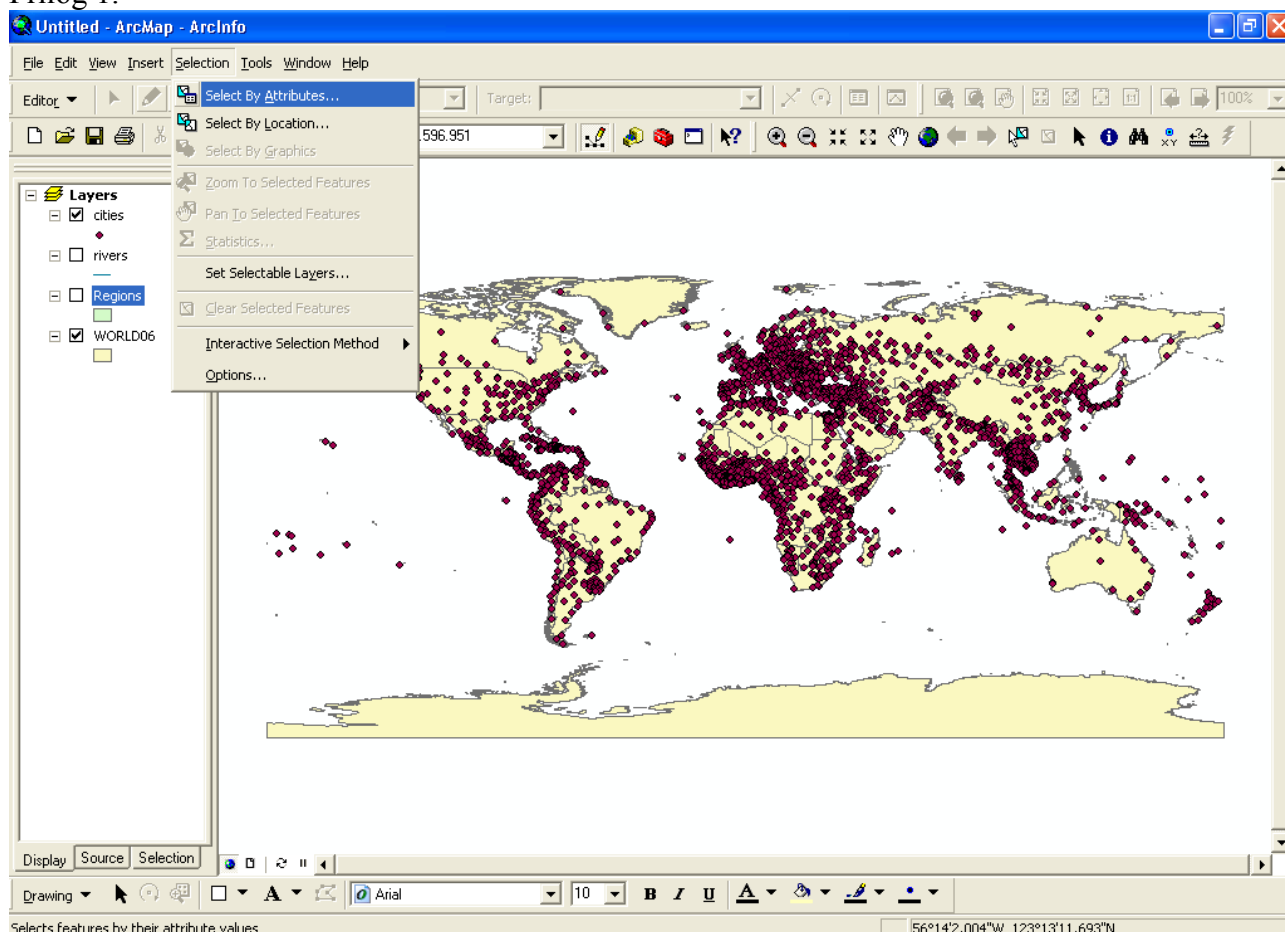 Prilog 1.
Untitled - ArcMap - ArcInfo
File Edit View Insert Selection Tools Window Help
Editor Target: 100%
.596.951
Select By Attributes...
Select By Location...
Select By Graphics
Zoom To Selected Features
Pan To Selected Features
Statistics...
Set Selectable Layers...
Clear Selected Features
Interactive Selection Method
Options...
Layers
cities
rivers
Regions
WORLD06
Display Source Selection
Drawing A Arial 10 B I U A
Selects features by their attribute values
56°14'2.004"W 123°13'11.693"N